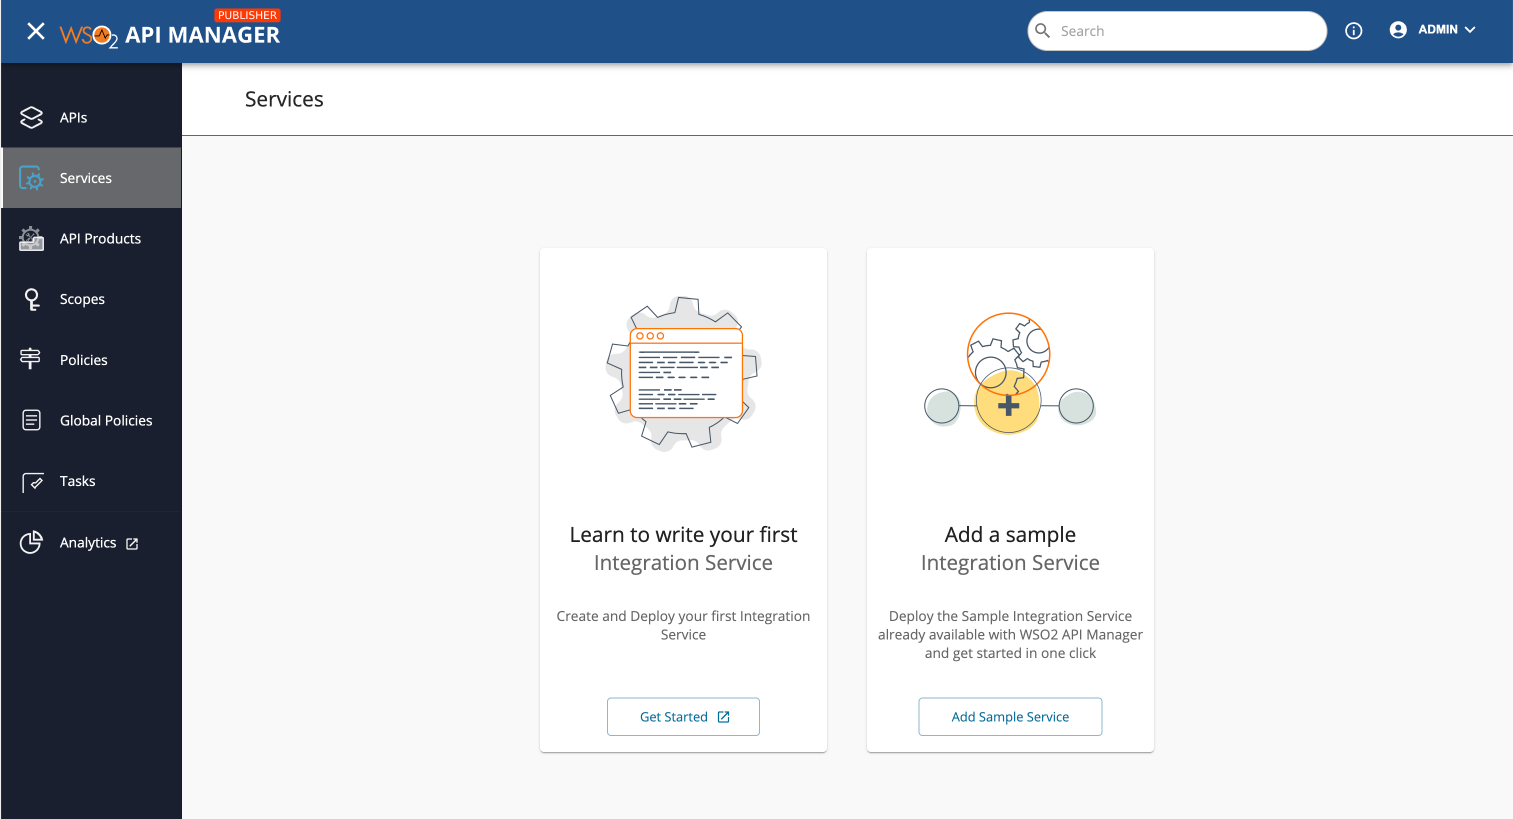 PUBLISHER
WSO2 API MANAGER
Search
ADMIN
APIs
Services
API Products
Scopes
Policies
Global Policies
Tasks
Analytics
Services
Learn to write your first
Integration Service
Create and Deploy your first Integration
Service
Get Started
Add a sample
Integration Service
Deploy the Sample Integration Service
already available with WSO2 API Manager
and get started in one click
Add Sample Service